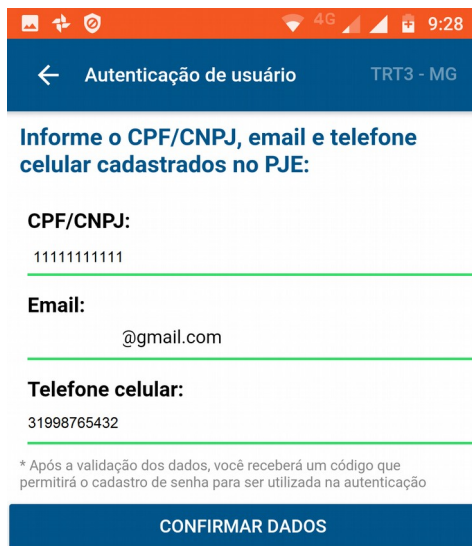 4G 9:28
Autenticação de usuário TRT3 - MG
Informe o CPF/CNPJ, email e telefone
celular cadastrados no PJE:
CPF/CNPJ:
11111111111
Email:
@gmail.com
Telefone celular:
31998765432
* Após a validação dos dados, você receberá um código que
permitirá o cadastro de senha para ser utilizada na autenticação
CONFIRMAR DADOS